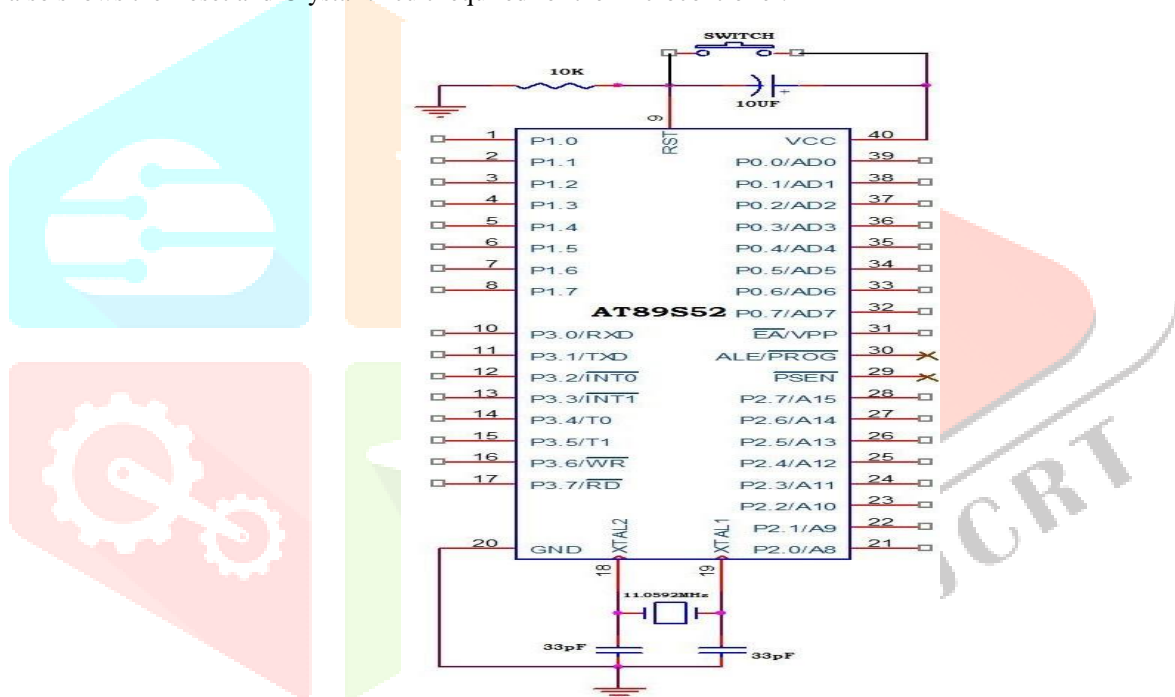 SWITCH
10K
10UF
9
RST
1 P1.0 VCC 40
2 P1.1 P0.0/AD0 39
3 P1.2 P0.1/AD1 38
4 P1.3 P0.2/AD2 37
5 P1.4 P0.3/AD3 36
6 P1.5 P0.4/AD4 35
7 P1.6 P0.5/AD5 34
8 P1.7 P0.6/AD6 33
AT89S52 P0.7/AD7 32
10 P3.0/RXD EA/VPP 31
11 P3.1/TXD ALE/PROG 30
12 P3.2/INT0 PSEN 29
13 P3.3/INT1 P2.7/A15 28
14 P3.4/T0 P2.6/A14 27
15 P3.5/T1 P2.5/A13 26
16 P3.6/WR P2.4/A12 25
17 P3.7/RD P2.3/A11 24
P2.2/A10 23
P2.1/A9 22
20 GND P2.0/A8 21
XTAL2 XTAL1
18 19
11.0592MHz
33pF 33pF
CRT